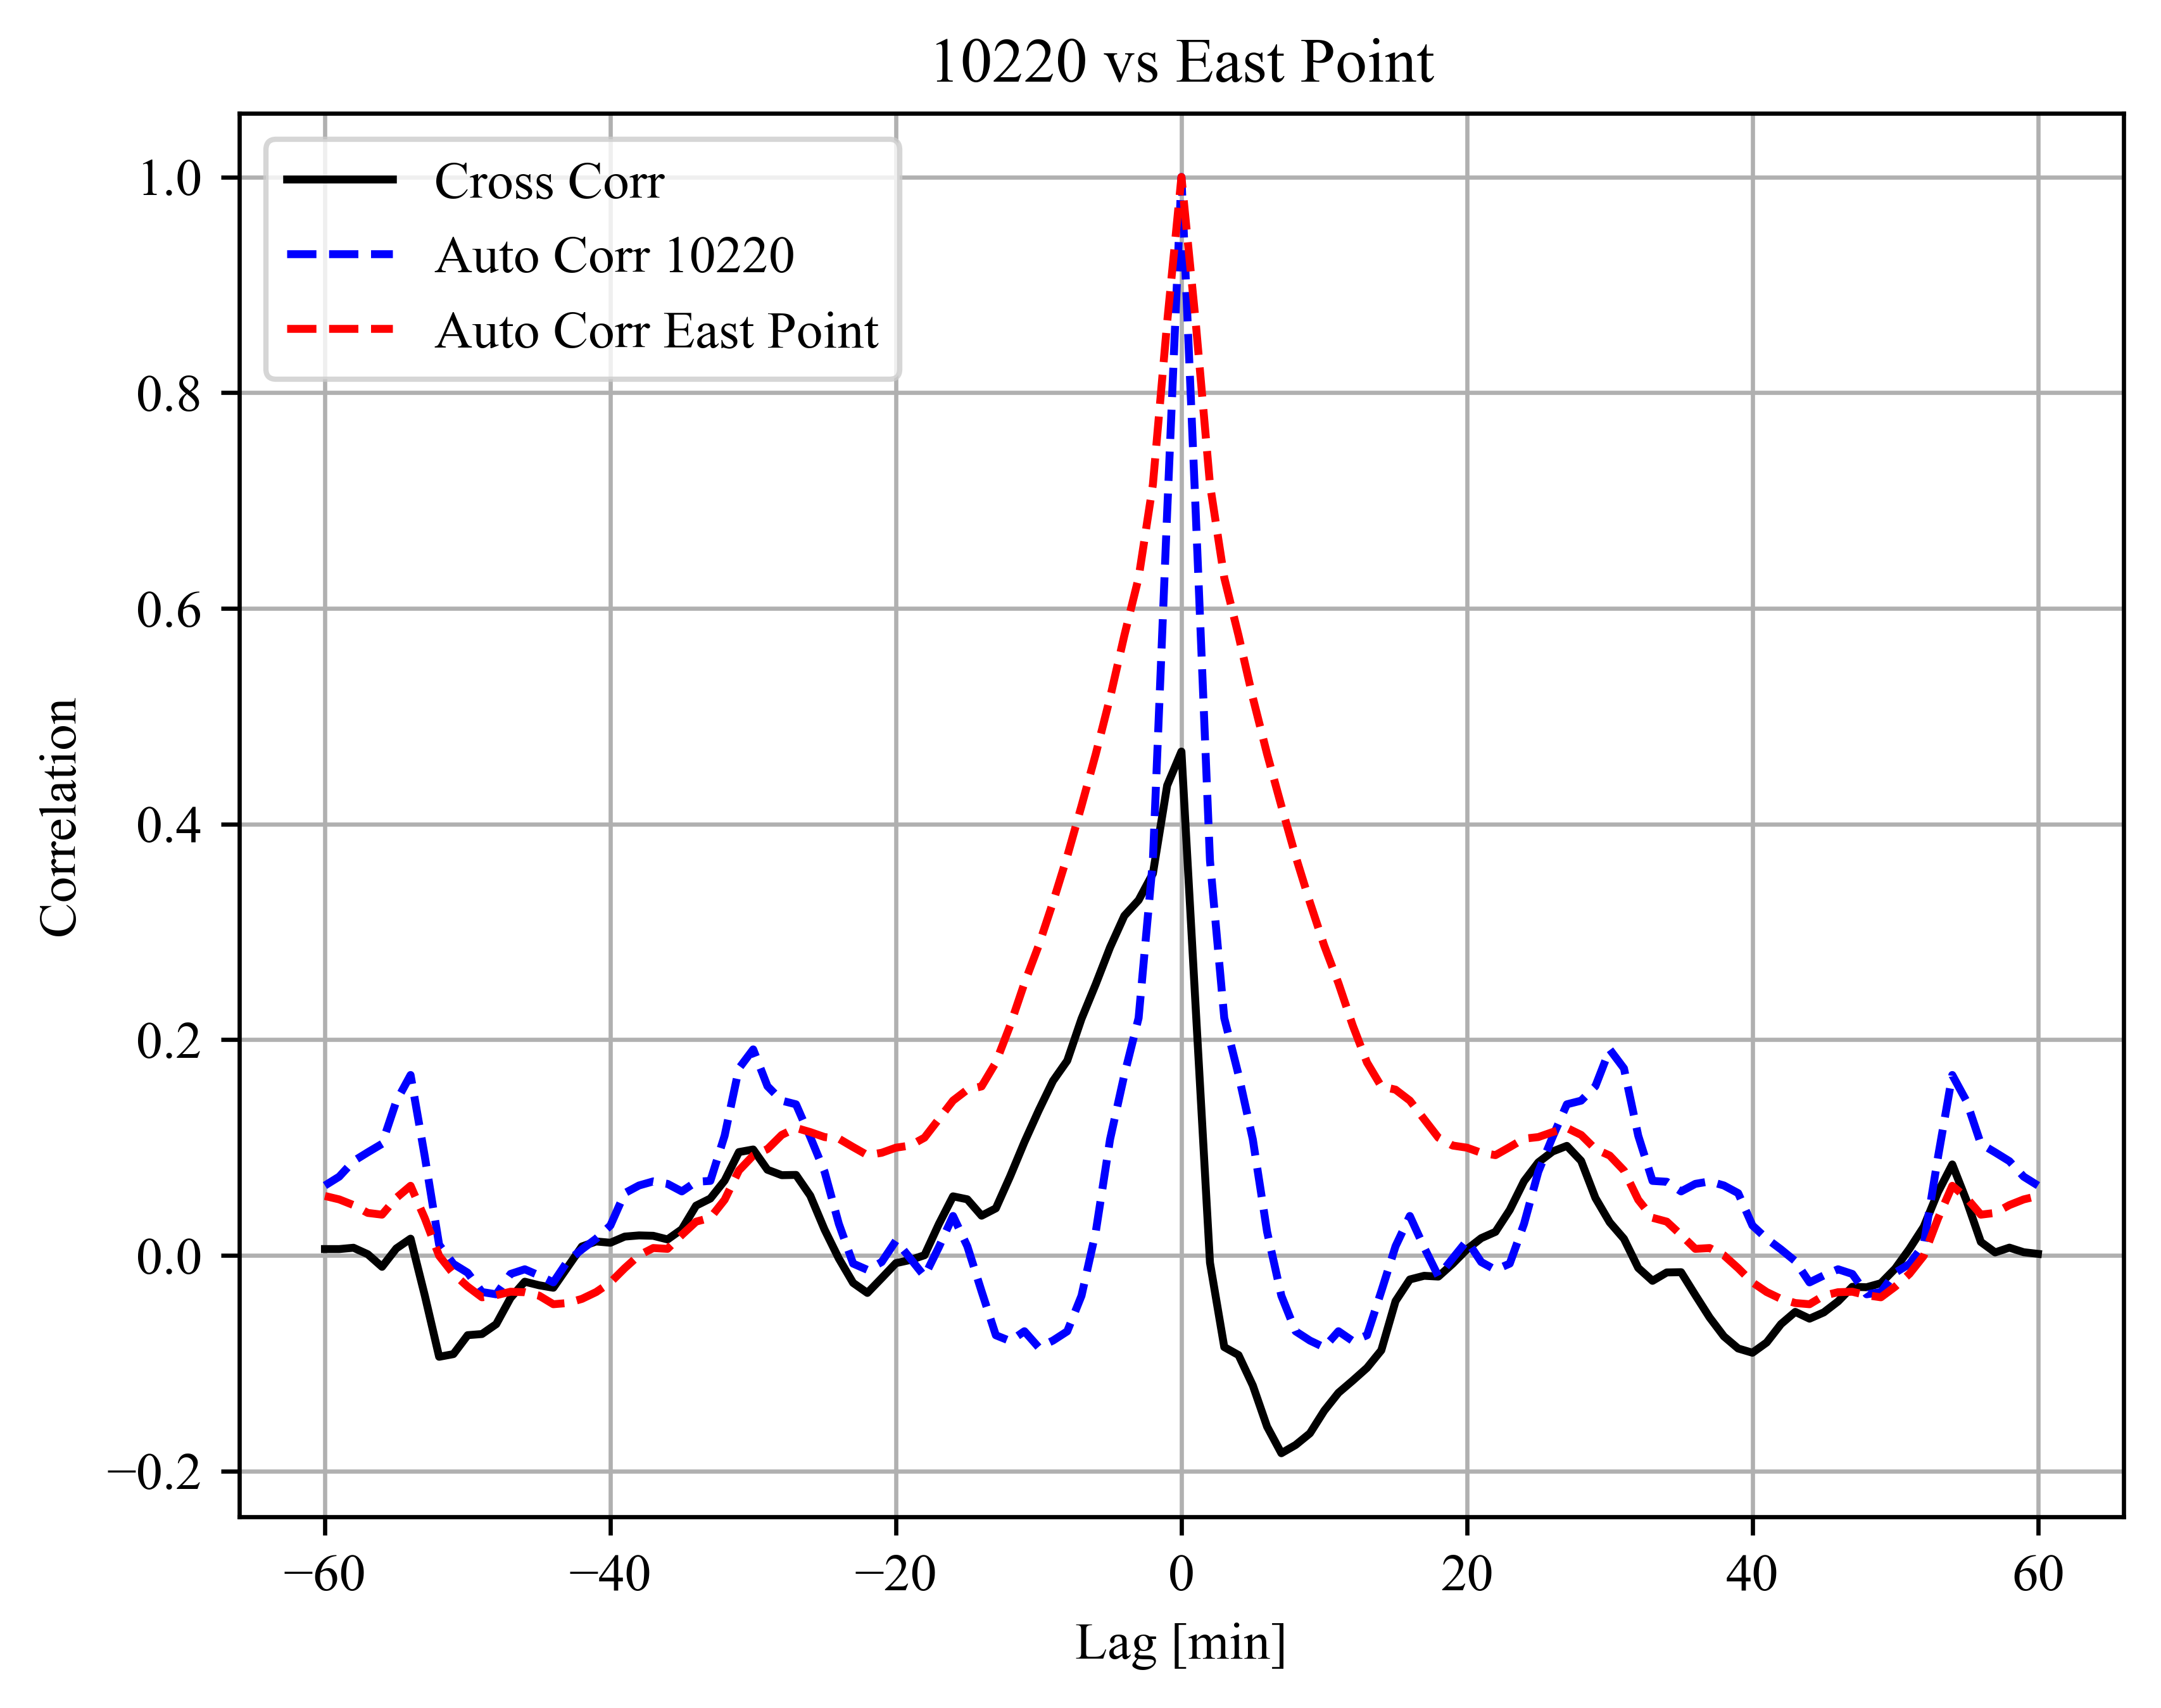 10220 vs East Point
Cross Corr
Auto Corr 10220
Auto Corr East Point
1.0
0.8
0.6
0.4
0.2
0.0
−0.2
Correlation
−60 −40 −20 0 20 40 60
Lag [min]